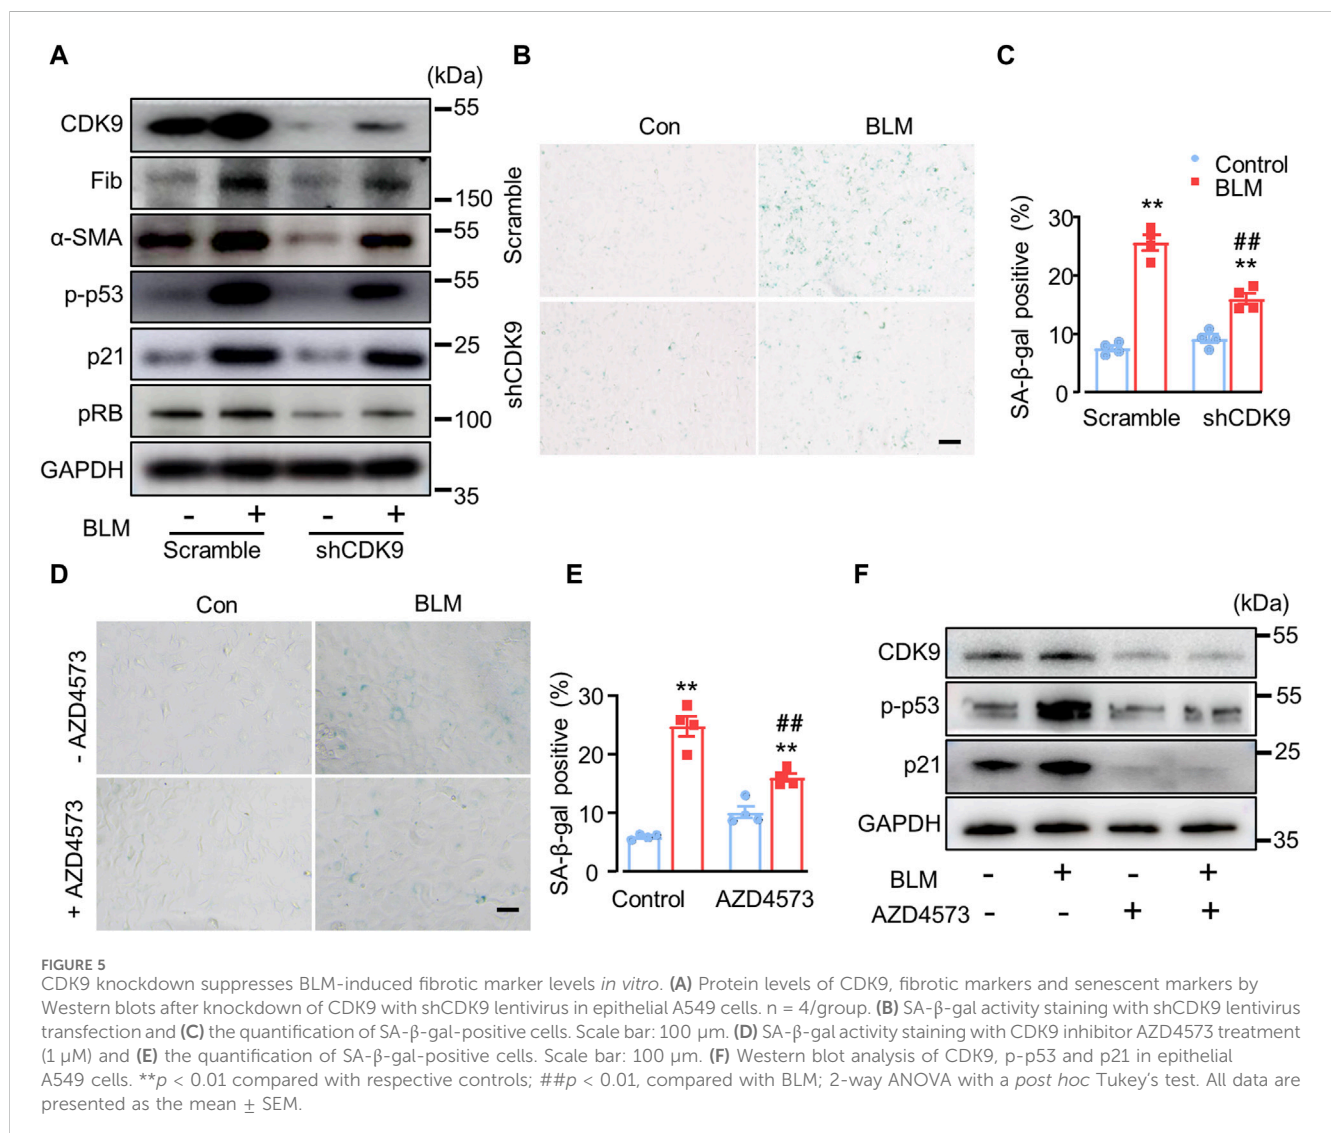 A
(kDa)
CDK9
55
Fib
150
α-SMA
55
p-p53
55
p21
25
pRB
100
GAPDH
35
BLM - + - +
Scramble shCDK9
B
Con BLM
Scramble
shCDK9
C
Control
BLM
SA-β-gal positive (%)
30
20
10
0
**
##
**
Scramble shCDK9
D
Con BLM
- AZD4573
+ AZD4573
E
SA-β-gal positive (%)
30
20
10
0
**
##
**
Control AZD4573
F
(kDa)
CDK9
55
p-p53
55
p21
25
GAPDH
35
BLM - + - +
AZD4573 - - + +
FIGURE 5
CDK9 knockdown suppresses BLM-induced fibrotic marker levels in vitro. (A) Protein levels of CDK9, fibrotic markers and senescent markers by
Western blots after knockdown of CDK9 with shCDK9 lentivirus in epithelial A549 cells. n = 4/group. (B) SA-β-gal activity staining with shCDK9 lentivirus
transfection and (C) the quantification of SA-β-gal-positive cells. Scale bar: 100 μm. (D) SA-β-gal activity staining with CDK9 inhibitor AZD4573 treatment
(1 μM) and (E) the quantification of SA-β-gal-positive cells. Scale bar: 100 μm. (F) Western blot analysis of CDK9, p-p53 and p21 in epithelial
A549 cells. **p < 0.01 compared with respective controls; ##p < 0.01, compared with BLM; 2-way ANOVA with a post hoc Tukey's test. All data are
presented as the mean ± SEM.